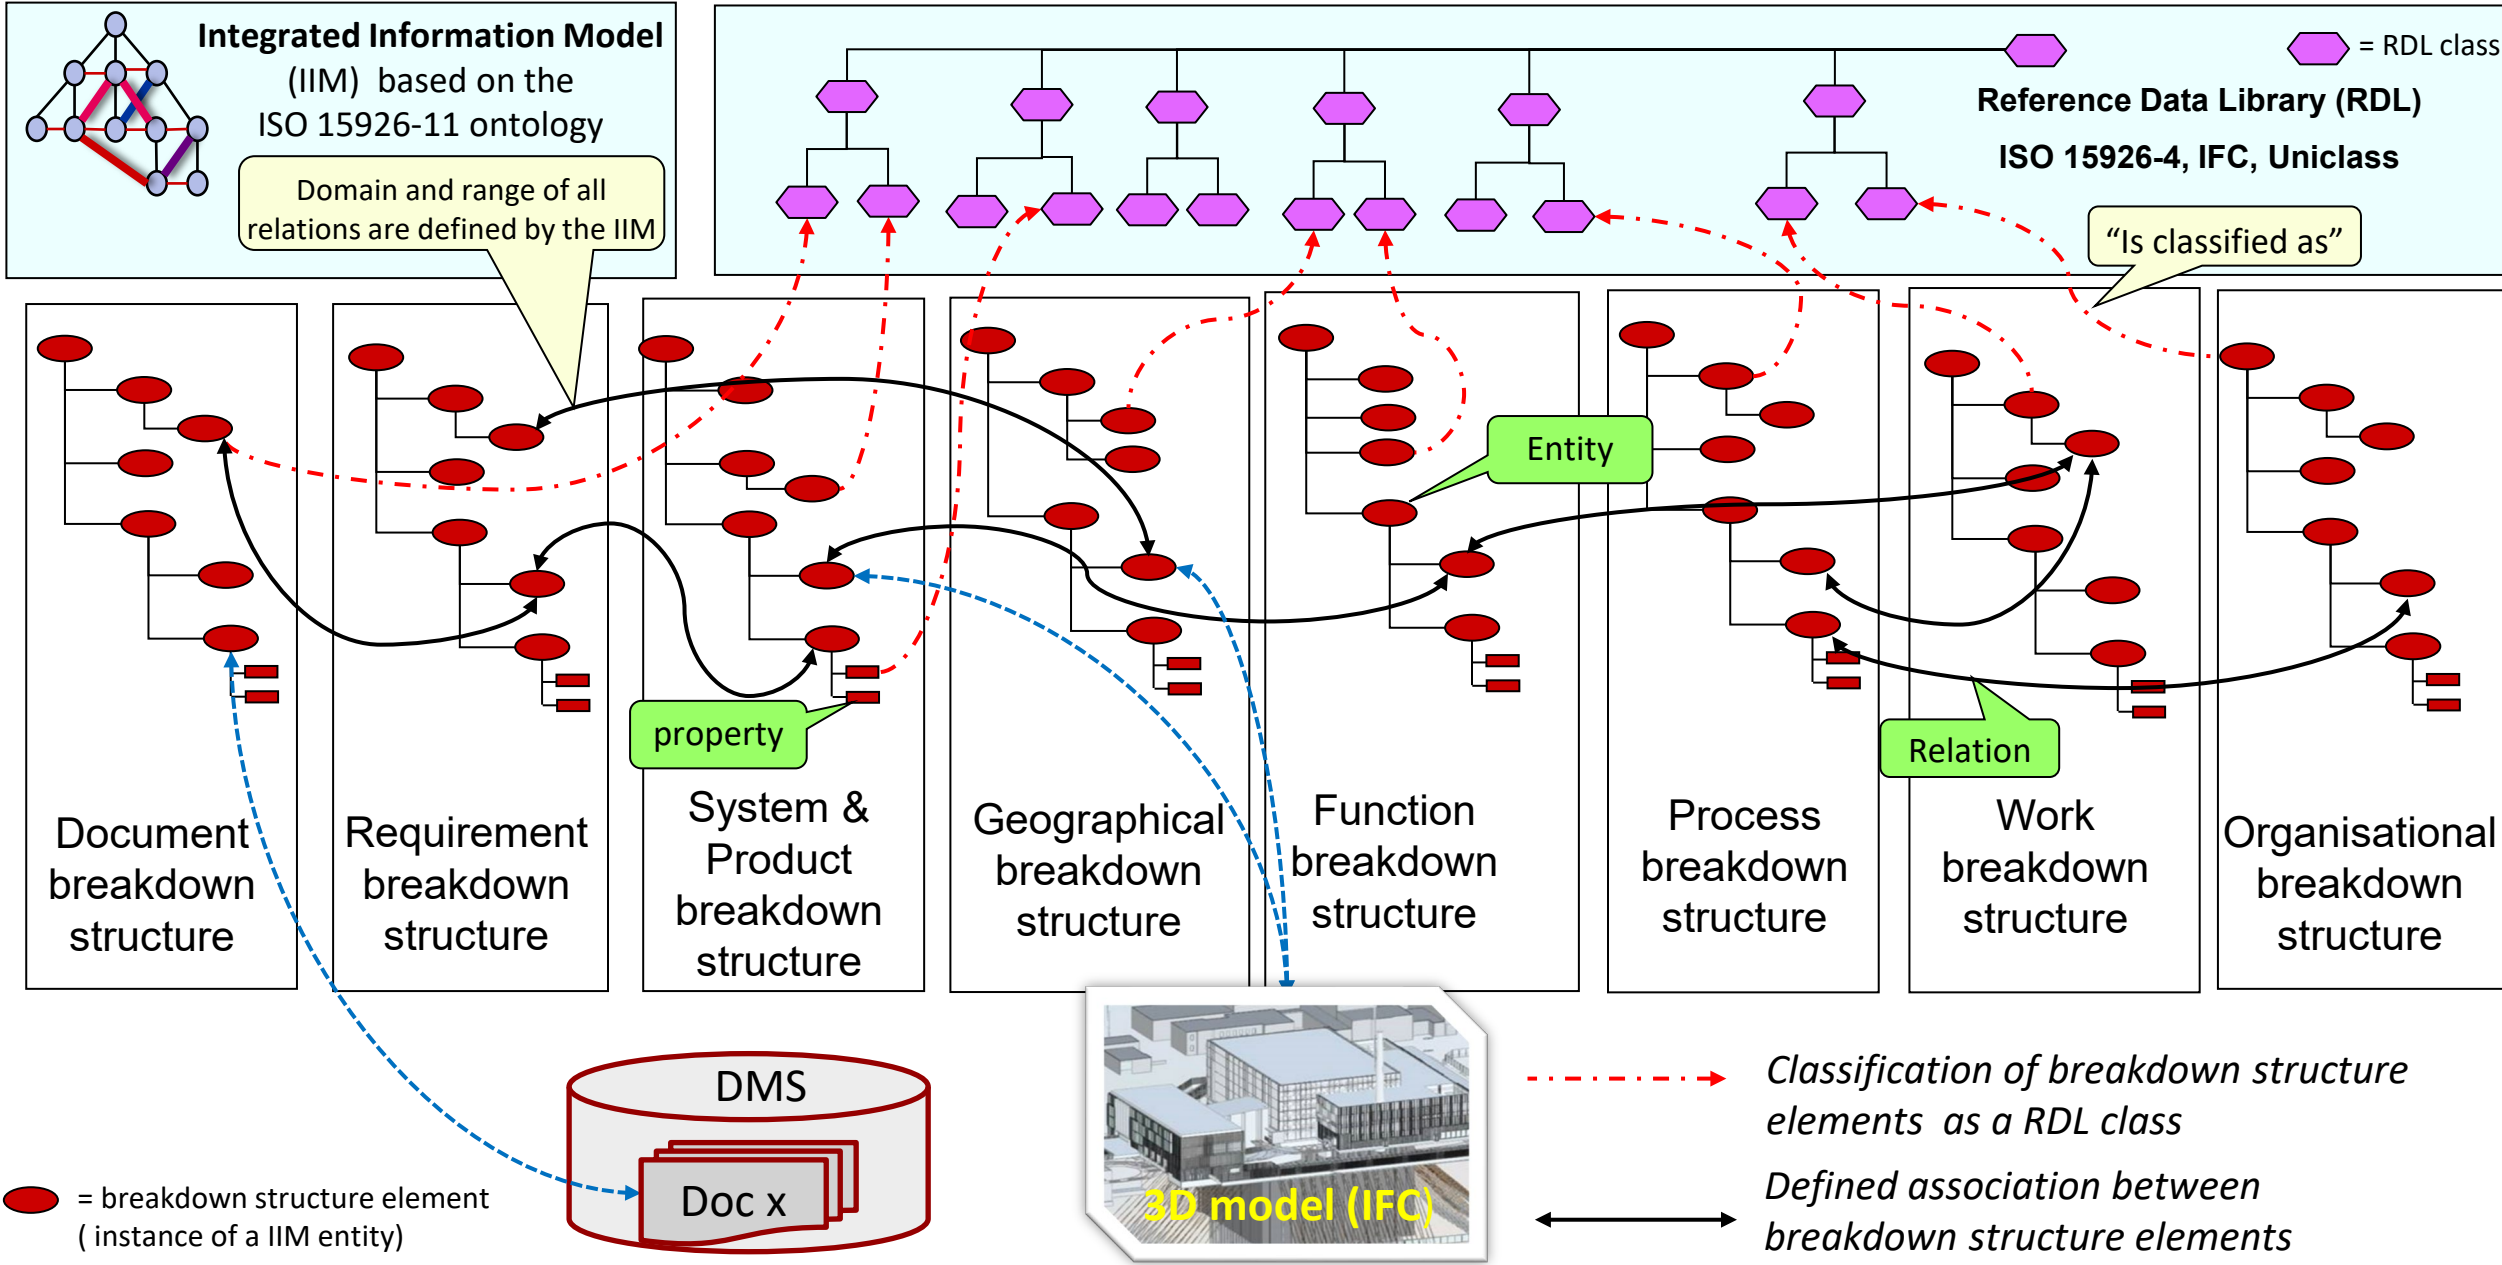 Integrated Information Model
(IIM) based on the
ISO 15926-11 ontology
Domain and range of all
relations are defined by the IIM
= RDL class
Reference Data Library (RDL)
ISO 15926-4, IFC, Uniclass
“Is classified as”
Entity
property
Relation
Document
breakdown
structure
Requirement
breakdown
structure
System &
Product
breakdown
structure
Geographical
breakdown
structure
Function
breakdown
structure
Process
breakdown
structure
Work
breakdown
structure
Organisational
breakdown
structure
= breakdown structure element
( instance of a IIM entity)
DMS
Doc x
3D model (IFC)
Classification of breakdown structure
elements as a RDL class
Defined association between
breakdown structure elements